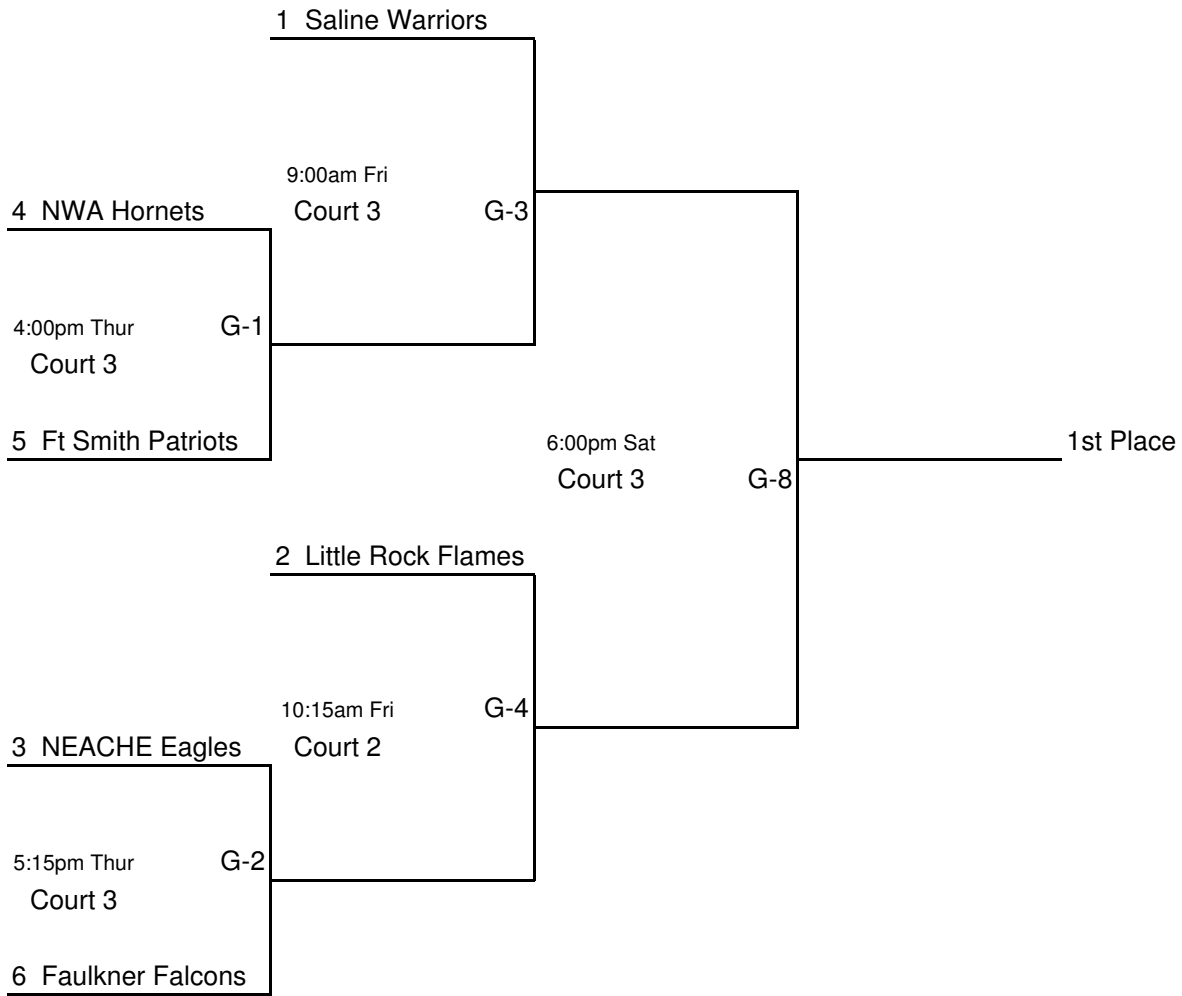 1 Saline Warriors
9:00am Fri
4 NWA Hornets
Court 3
G-3
4:00pm Thur
G-1
Court 3
5 Ft Smith Patriots
6:00pm Sat
1st Place
Court 3
G-8
2 Little Rock Flames
10:15am Fri
G-4
3 NEACHE Eagles
Court 2
5:15pm Thur
G-2
Court 3
6 Faulkner Falcons